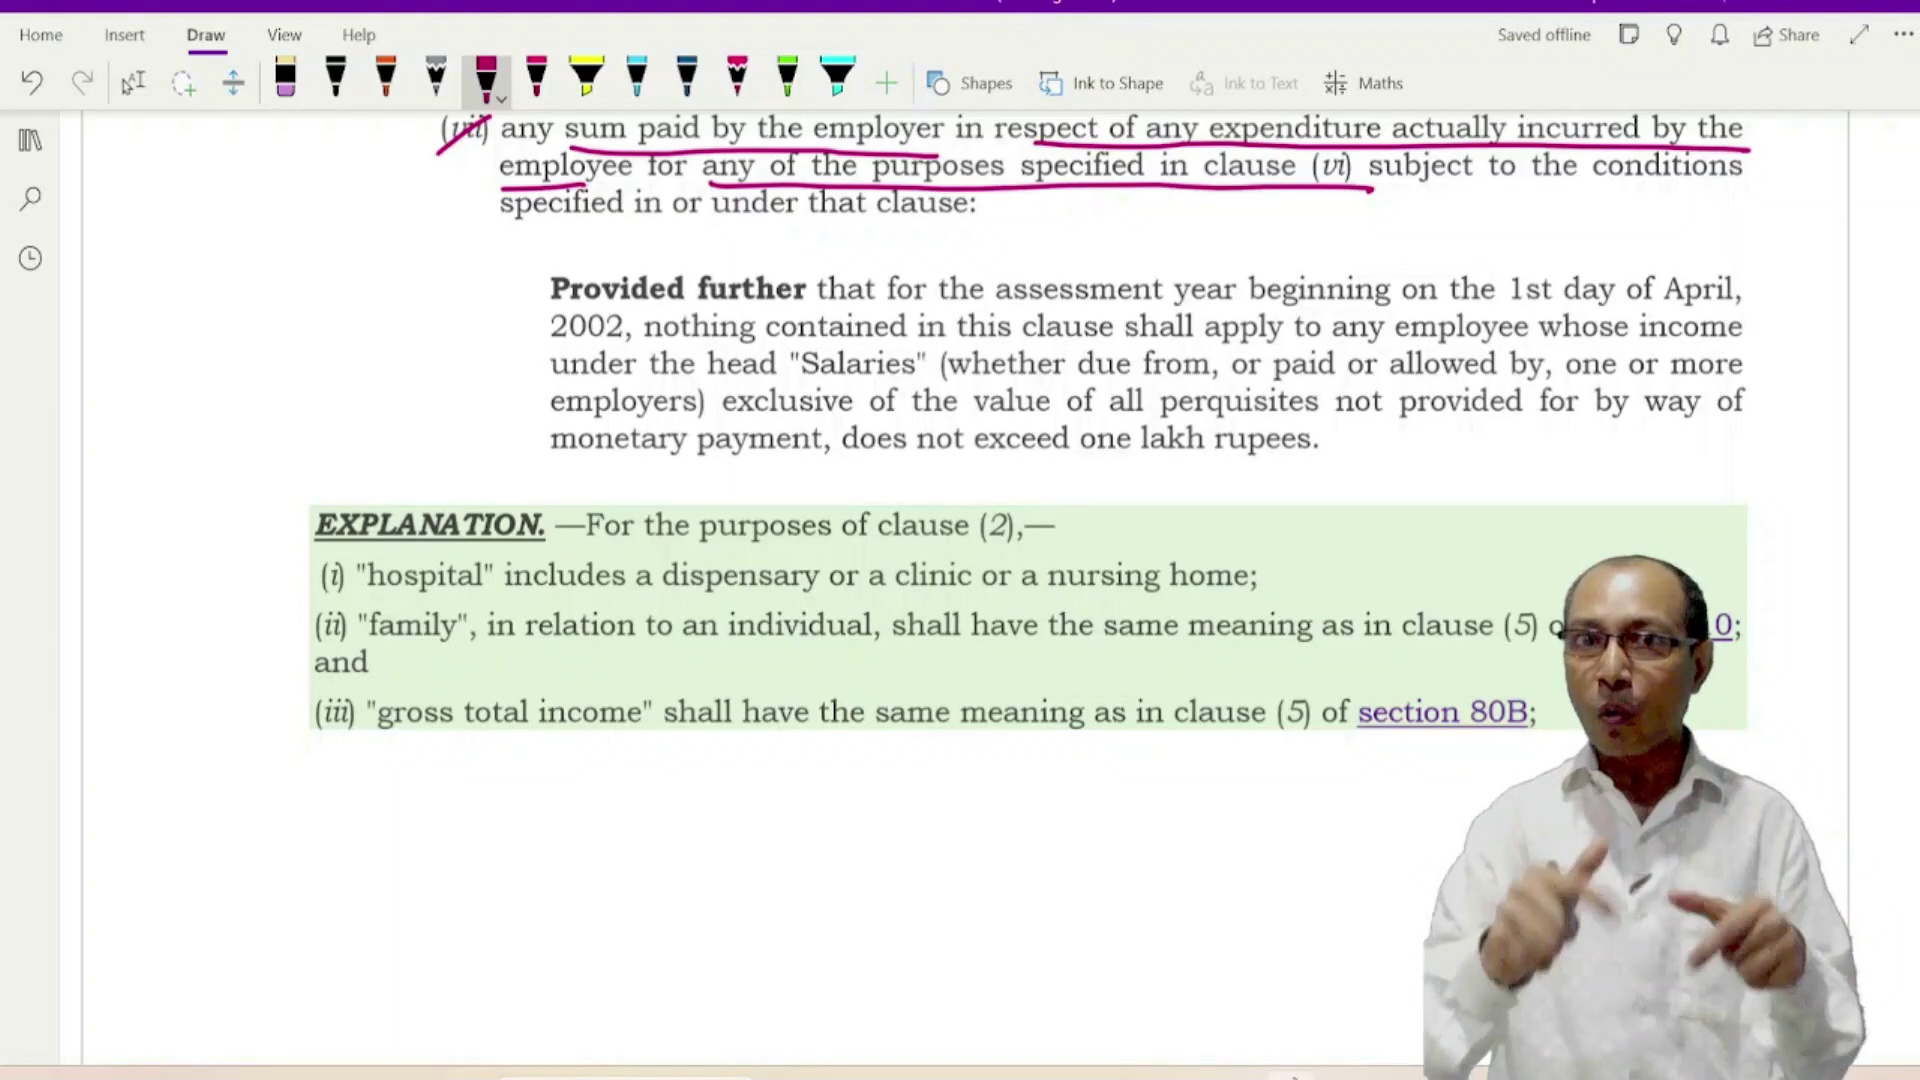 Home Insert Draw View Help Saved offline Share
Shapes Ink to Shape Ink to Text Maths
(vii) any sum paid by the employer in respect of any expenditure actually incurred by the
employee for any of the purposes specified in clause (vi) subject to the conditions
specified in or under that clause:
Provided further that for the assessment year beginning on the 1st day of April,
2002, nothing contained in this clause shall apply to any employee whose income
under the head "Salaries" (whether due from, or paid or allowed by, one or more
employers) exclusive of the value of all perquisites not provided for by way of
monetary payment, does not exceed one lakh rupees.
EXPLANATION. —For the purposes of clause (2),—
(i) "hospital" includes a dispensary or a clinic or a nursing home;
(ii) "family", in relation to an individual, shall have the same meaning as in clause (5) 0;
and
(iii) "gross total income" shall have the same meaning as in clause (5) of section 80B;